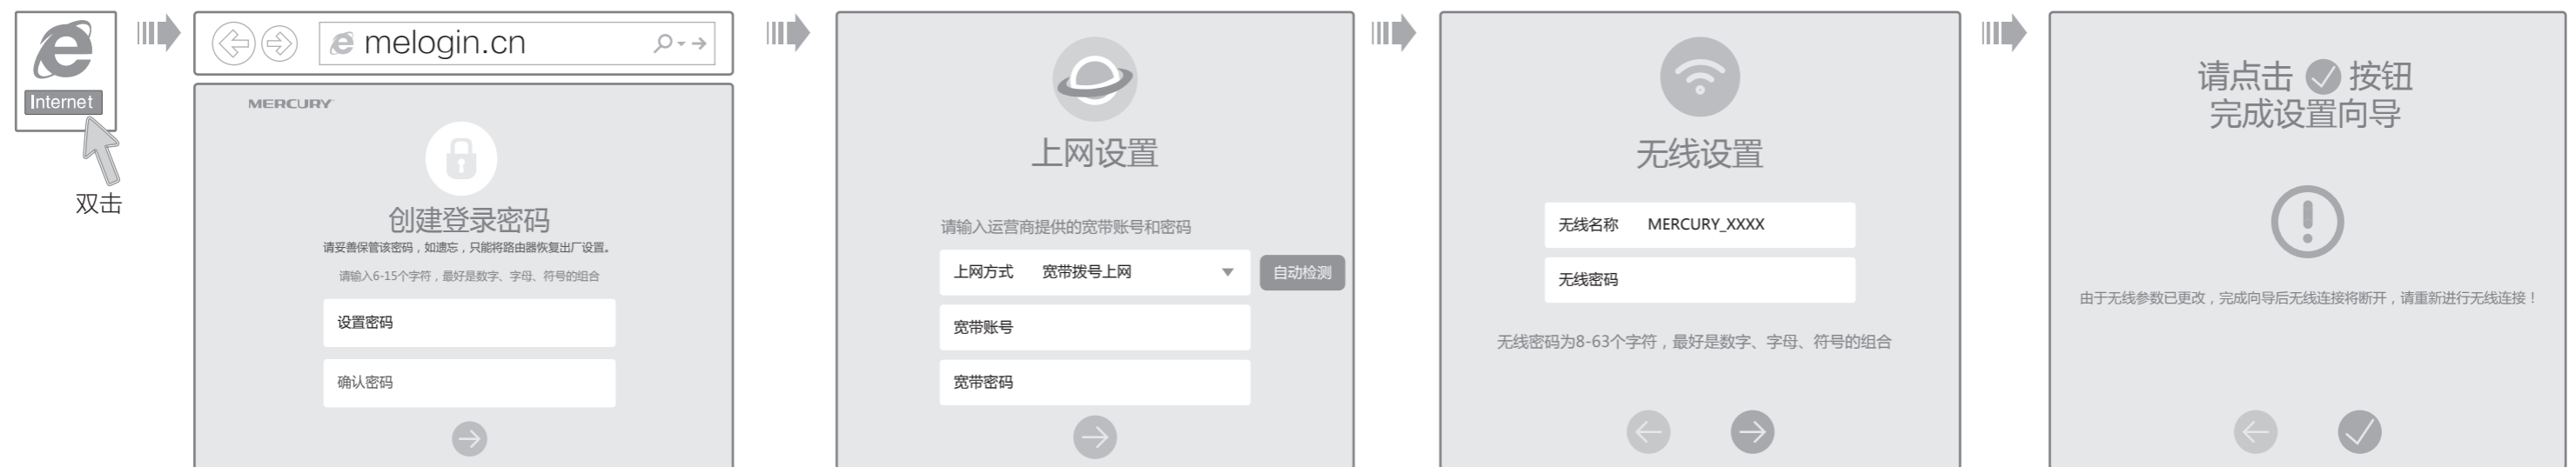 Internet
双击
melogin.cn
MERCURY
创建登录密码
请妥善保管该密码，如遗忘，只能将路由器恢复出厂设置。
请输入6-15个字符，最好是数字、字母、符号的组合
设置密码
确认密码
上网设置
请输入运营商提供的宽带账号和密码
上网方式 宽带拨号上网 自动检测
宽带账号
宽带密码
无线设置
无线名称 MERCURY_XXXX
无线密码
无线密码为8-63个字符，最好是数字、字母、符号的组合
请点击 按钮
完成设置向导
由于无线参数已更改，完成向导后无线连接将断开，请重新进行无线连接！